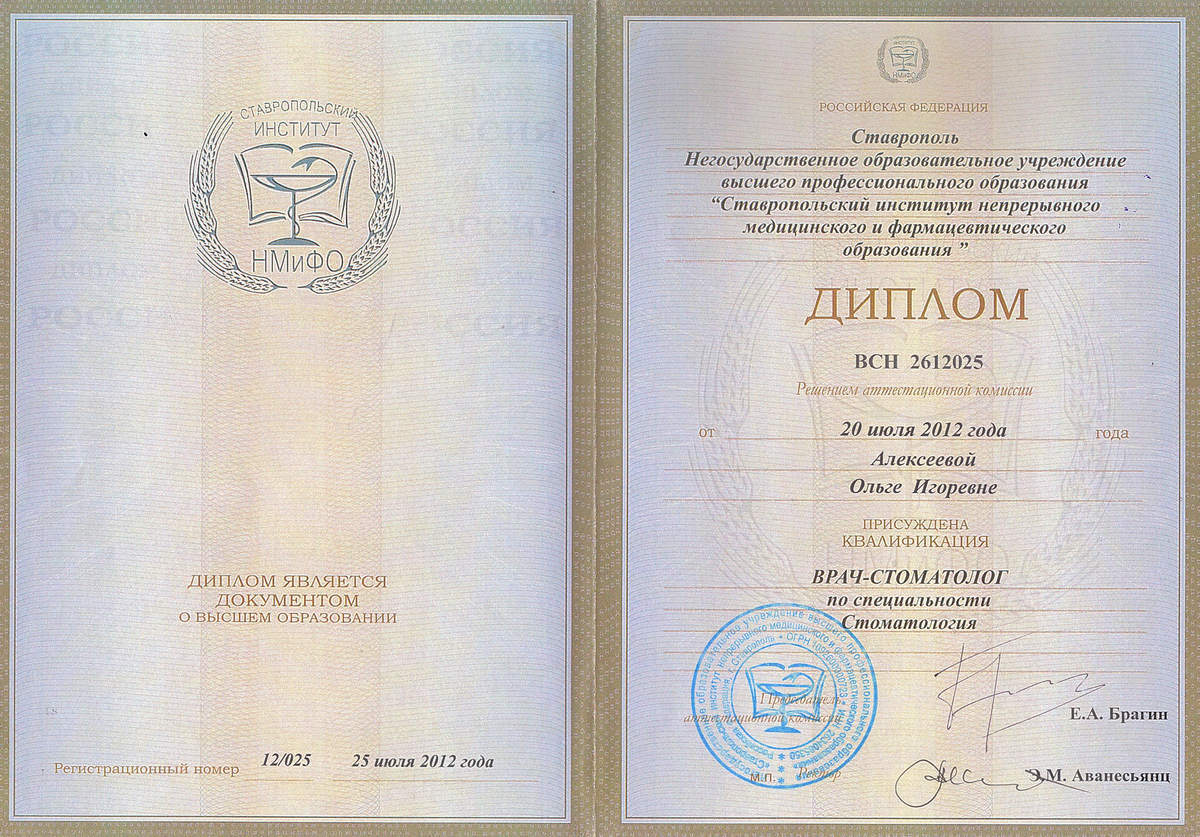 СТАВРОПОЛЬСКИЙ
ИНСТИТУТ
НМиФО
ДИПЛОМ ЯВЛЯЕТСЯ
ДОКУМЕНТОМ
О ВЫСШЕМ ОБРАЗОВАНИИ
Регистрационный номер 12/025 25 июля 2012 года
ИНСТИТУТ
НМиФО
РОССИЙСКАЯ ФЕДЕРАЦИЯ
Ставрополь
Негосударственное образовательное учреждение
высшего профессионального образования
“Ставропольский институт непрерывного
медицинского и фармацевтического
образования ”
ДИПЛОМ
ВСН 2612025
Решением аттестационной комиссии
от 20 июля 2012 года года
Алексеевой
Ольге Игоревне
ПРИСУЖДЕНА
КВАЛИФИКАЦИЯ
ВРАЧ-СТОМАТОЛОГ
по специальности
Стоматология
Председатель
аттестационной комиссии
Е.А. Брагин
М.П. Ректор
Э.М. Аванесьянц